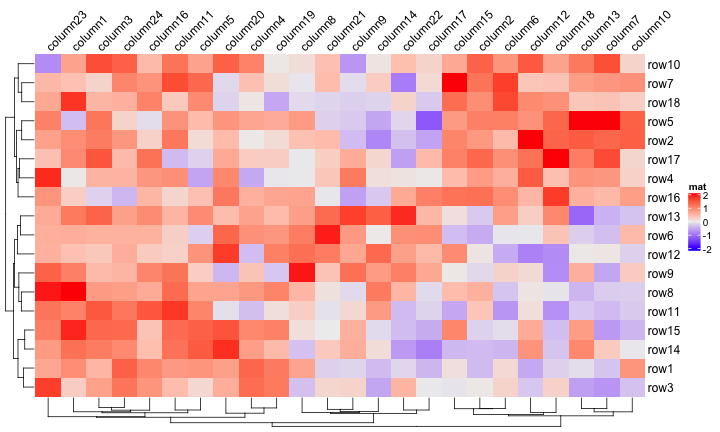 column23 column1 column3 column24 column16 column11 column5 column20 column4 column19 column8 column21 column9 column14 column22 column17 column15 column2 column6 column12 column18 column13 column7 column10
row10
row7
row18
row5
row2
row17
row4
row16
row13
row6
row12
row9
row8
row11
row15
row14
row1
row3
mat
2
1
0
-1
-2